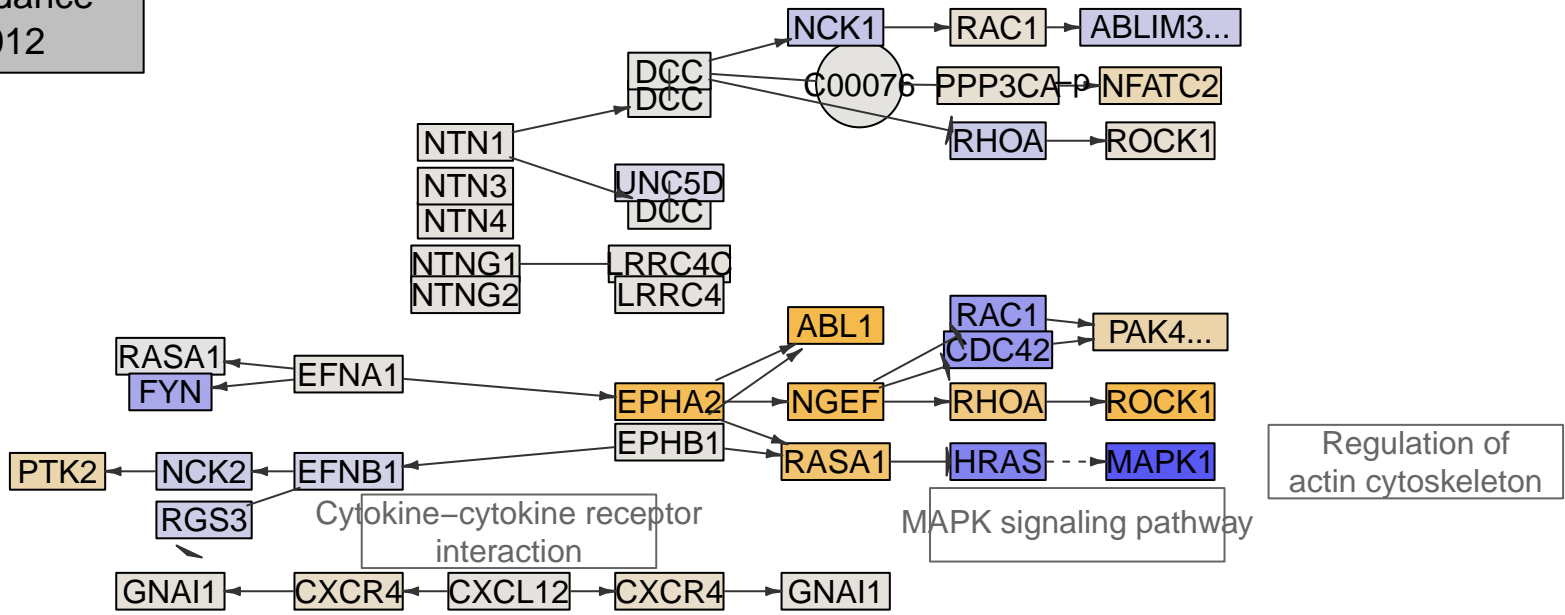 NCK1
RAC1
ABLIM3...
012
DCC
DCC
C00076
PPP3CA
-p
NFATC2
NTN1
RHOA
ROCK1
NTN3
UNC5D
NTN4
DCC
NTNG1
LRRC4C
NTNG2
LRRC4
ABL1
RAC1
PAK4...
RASA1
EFNA1
CDC42
FYN
EPHA2
NGEF
RHOA
ROCK1
EPHB1
PTK2
NCK2
EFNB1
RASA1
HRAS
MAPK1
Regulation of
actin cytoskeleton
RGS3
Cytokine−cytokine receptor
interaction
MAPK signaling pathway
GNAI1
CXCR4
CXCL12
CXCR4
GNAI1